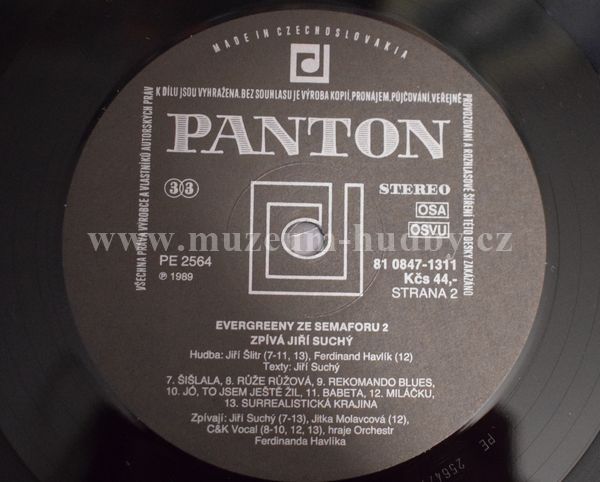 MADE IN CZECHOSLOVAKIA
VŠECHNA PRÁVA VÝROBCE A VLASTNÍKŮ AUTORSKÝCH PRÁV
K DÍLU JSOU VYHRAŽENA. BEZ SOUHLASU JE VÝROBA KOPIÍ, PRONÁJEM, PŮJČOVÁNÍ, VEŘEJNÉ
PROVOZOVÁNÍ A ROZHLASOVÉ ŠÍŘENÍ TÉTO DESKY ZAKÁZÁNO
PANTON
33
STEREO
OSA
OSVU
www.muzeum-hudby.cz
PE 2564
℗ 1989
81 0847-1311
Kčs 44,-
STRANA 2
EVERGREENY ZE SEMAFORU 2
ZPÍVÁ JIŘÍ SUCHÝ
Hudba: Jiří Šlitr (7-11, 13), Ferdinand Havlík (12)
Texty: Jiří Suchý
7. ŠIŠLALA, 8. RŮŽE RŮŽOVÁ, 9. REKOMANDO BLUES,
10. JÓ, TO JSEM JEŠTĚ ŽIL, 11. BABETA, 12. MILÁČKU,
13. SURREALISTICKÁ KRAJINA
Zpívají: Jiří Suchý (7-13), Jitka Molavcová (12),
C&K Vocal (8-10, 12, 13), hraje Orchestr
Ferdinanda Havlíka